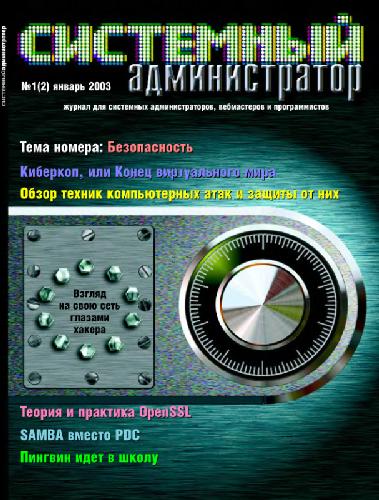 СИСТЕМНЫЙ
администратор
№1(2) январь 2003
журнал для системных администраторов, вебмастеров и программистов
Тема номера: Безопасность
Киберкоп, или Конец виртуального мира
Обзор техник компьютерных атак и защиты от них
Взгляд
на свою сеть
глазами
хакера
Теория и практика OpenSSL
SAMBA вместо PDC
Пингвин идет в школу